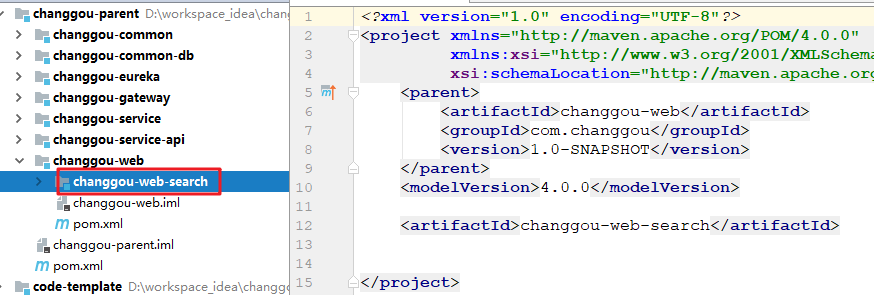 changgou-parent D:\workspace_idea\changg
changgou-common
changgou-common-db
changgou-eureka
changgou-gateway
changgou-service
changgou-service-api
changgou-web
changgou-web-search
changgou-web.iml
pom.xml
changgou-parent.iml
pom.xml
code-template D:\workspace_idea\changgo
1 <?xml version="1.0" encoding="UTF-8"?>
2 <project xmlns="http://maven.apache.org/POM/4.0.0"
3 xmlns:xsi="http://www.w3.org/2001/XMLSchema
4 xsi:schemaLocation="http://maven.apache.org
5 <parent>
6 <artifactId>changgou-web</artifactId>
7 <groupId>com.changgou</groupId>
8 <version>1.0-SNAPSHOT</version>
9 </parent>
10 <modelVersion>4.0.0</modelVersion>
11
12 <artifactId>changgou-web-search</artifactId>
13
14
15 </project>